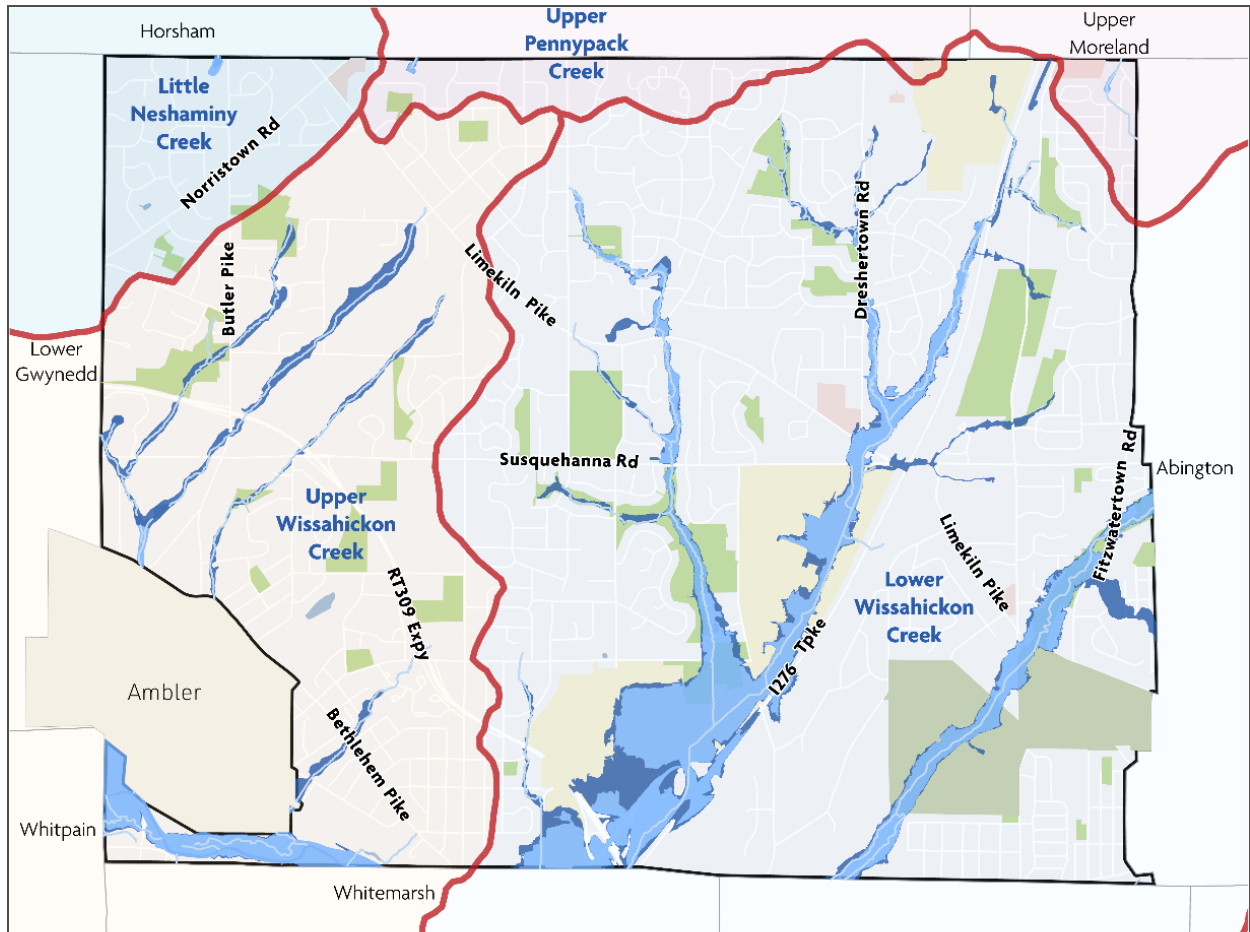 Horsham
Upper
Pennypack
Creek
Upper
Moreland
Little
Neshaminy
Creek
Norristown Rd
Butler Pike
Limekiln Pike
Dreshertown Rd
Lower
Gwynedd
Susquehanna Rd
Fitzwatertown Rd
Abington
Upper
Wissahickon
Creek
RT309 Expy
Limekiln Pike
Lower
Wissahickon
Creek
I276 Tpke
Ambler
Bethlehem Pike
Whitpain
Whitemarsh